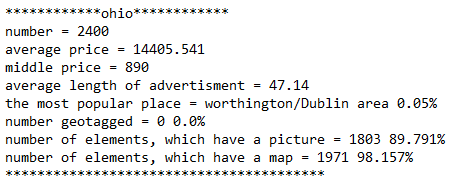 ************ohio************
number = 2400
average price = 14405.541
middle price = 890
average length of advertisment = 47.14
the most popular place = worthington/Dublin area 0.05%
number geotagged = 0 0.0%
number of elements, which have a picture = 1803 89.791%
number of elements, which have a map = 1971 98.157%
****************************************